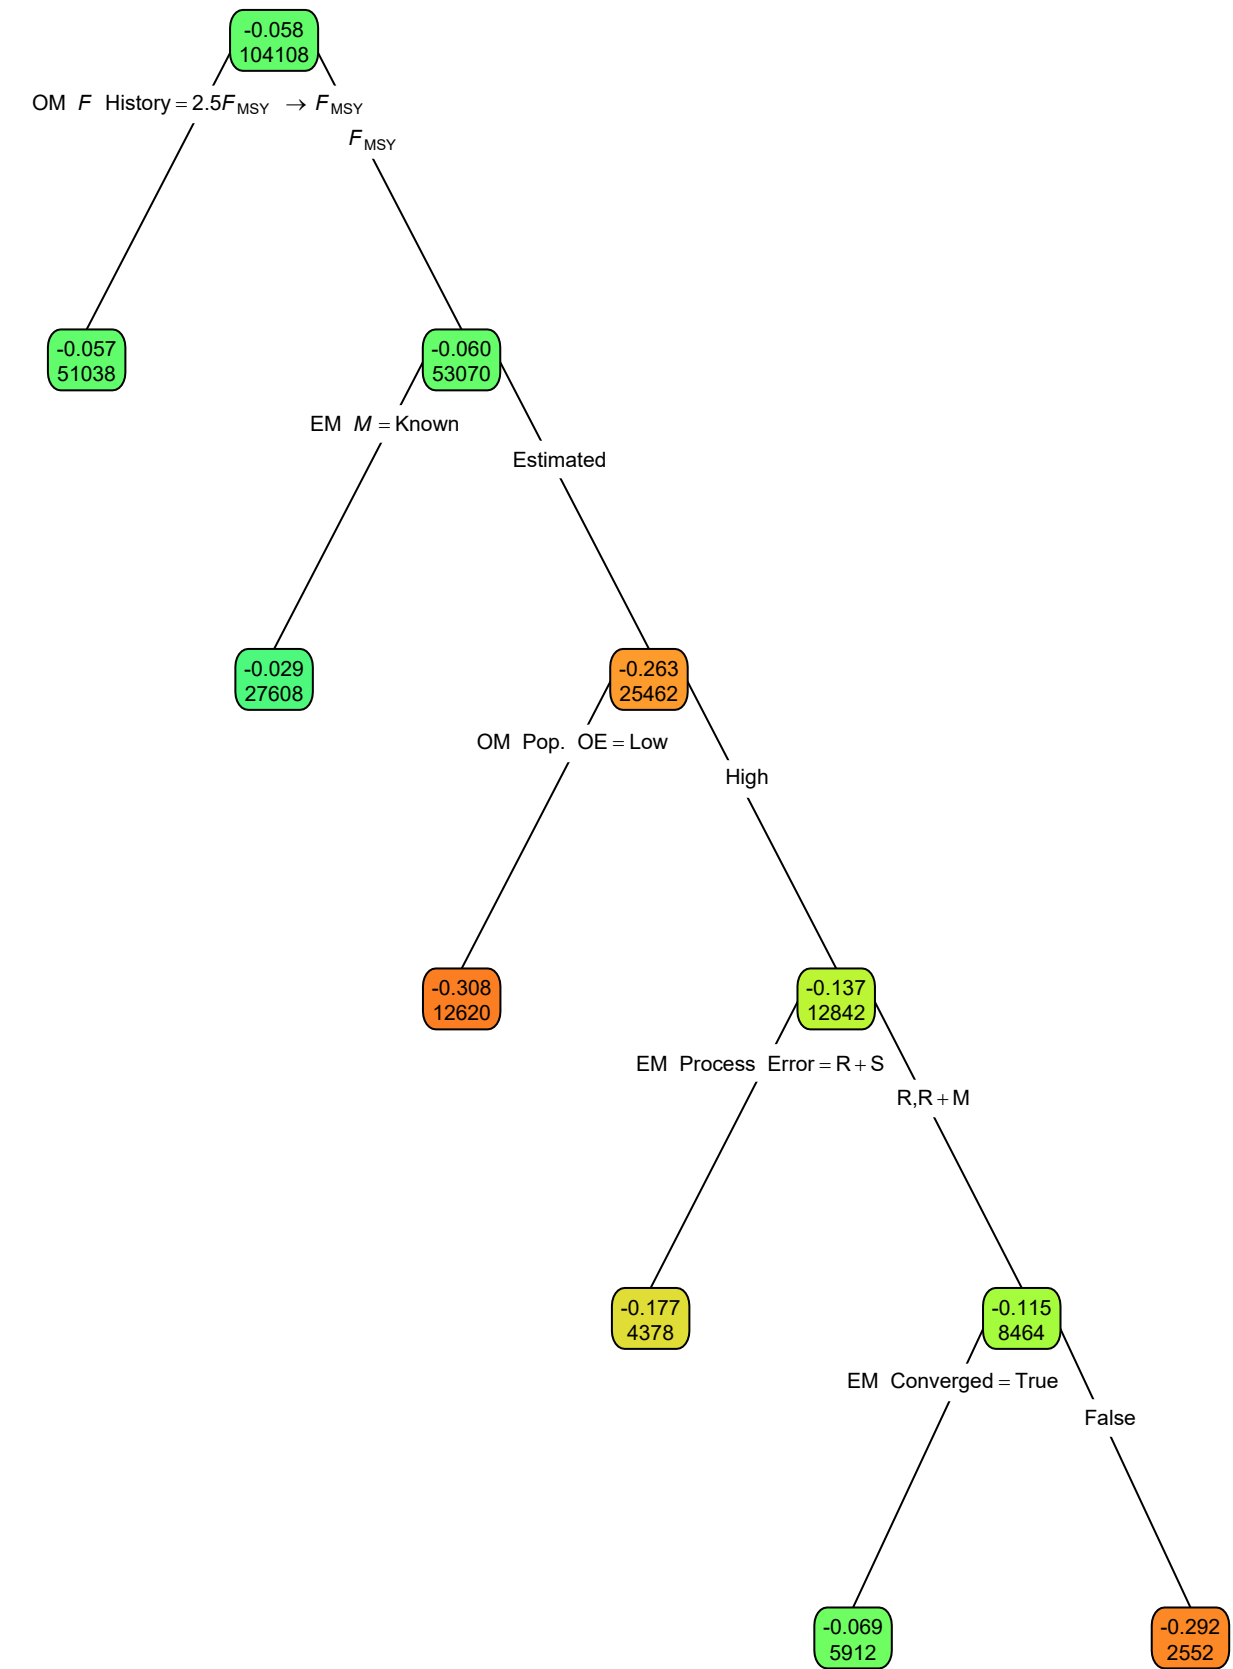 -0.058
104108
OM F History = 2.5F MSY → F MSY
F MSY
-0.057
51038
-0.060
53070
EM M = Known
Estimated
-0.029
27608
-0.263
25462
OM Pop. OE = Low
High
-0.308
12620
-0.137
12842
EM Process Error = R + S
R,R + M
-0.177
4378
-0.115
8464
EM Converged = True
False
-0.069
5912
-0.292
2552